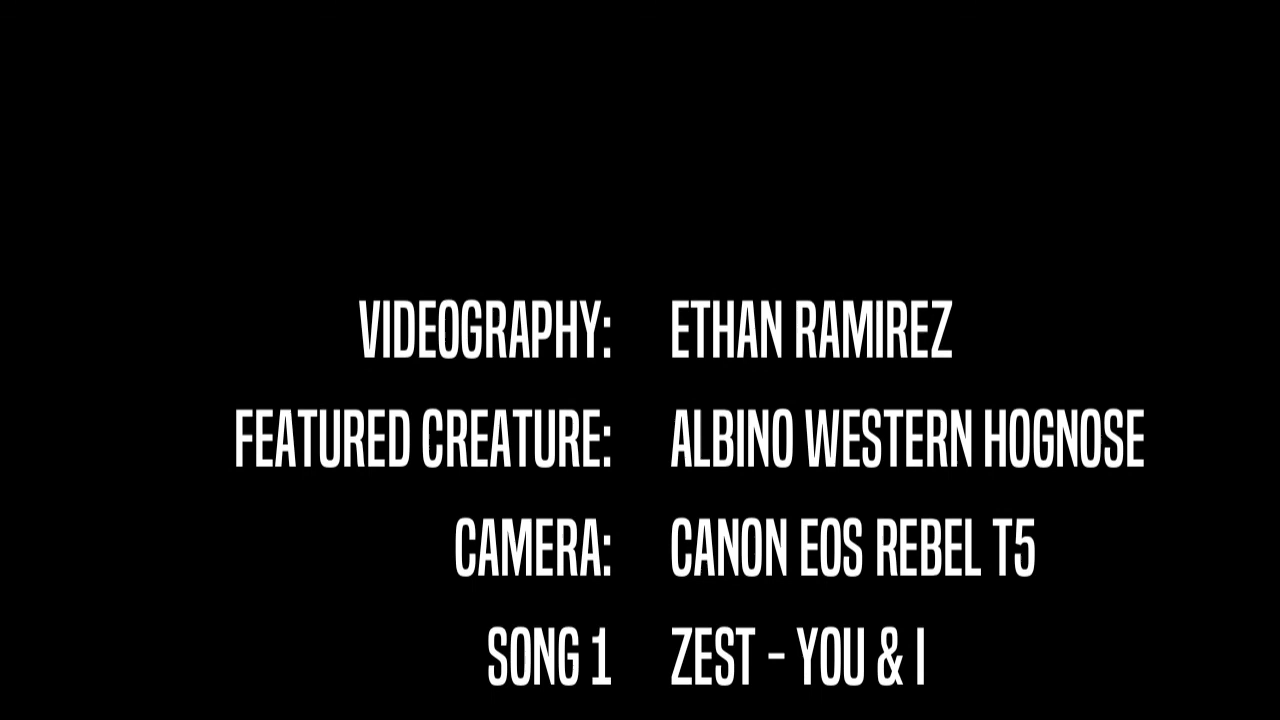 VIDEOGRAPHY: ETHAN RAMIREZ
FEATURED CREATURE: ALBINO WESTERN HOGNOSE
CAMERA: CANON EOS REBEL T5
SONG 1 ZEST - YOU & I